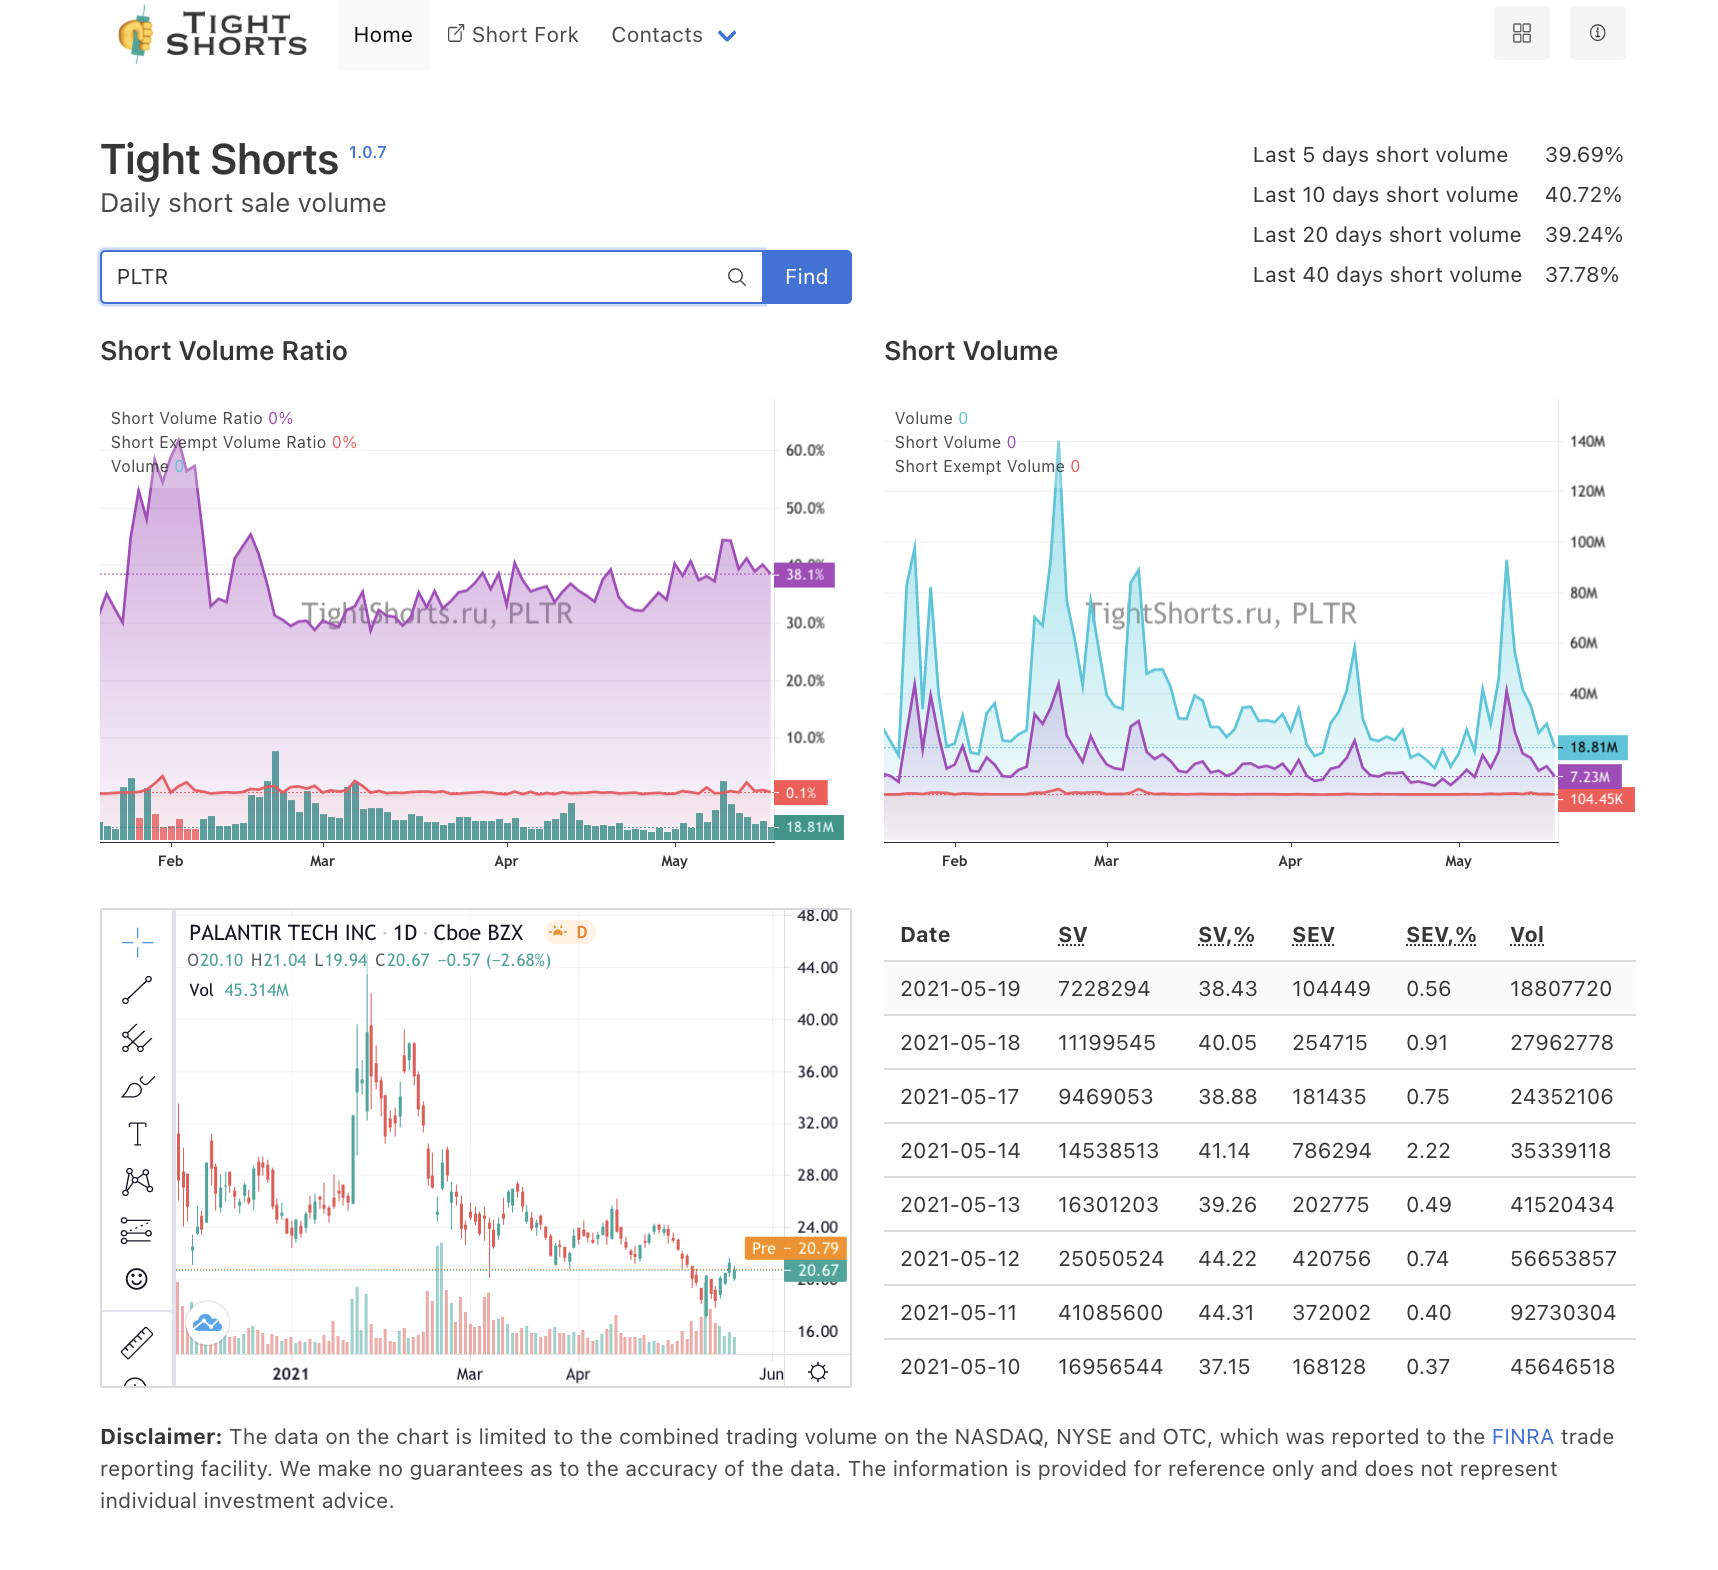 TIGHT SHORTS
Home
Short Fork
Contacts
Tight Shorts 1.0.7
Daily short sale volume
PLTR
Find
Last 5 days short volume 39.69%
Last 10 days short volume 40.72%
Last 20 days short volume 39.24%
Last 40 days short volume 37.78%
Short Volume Ratio
Short Volume Ratio 0%
Short Exempt Volume Ratio 0%
Volume 0
TightShorts.ru, PLTR
60.0%
50.0%
40.0%
38.1%
30.0%
20.0%
10.0%
0.1%
18.81M
Feb Mar Apr May
Short Volume
Volume 0
Short Volume 0
Short Exempt Volume 0
TightShorts.ru, PLTR
140M
120M
100M
80M
60M
40M
18.81M
7.23M
104.45K
Feb Mar Apr May
PALANTIR TECH INC · 1D · Cboe BZX D
O20.10 H21.04 L19.94 C20.67 −0.57 (−2.68%)
Vol 45.314M
48.00
44.00
40.00
36.00
32.00
28.00
24.00
Pre 20.79
20.67
20.00
16.00
2021 Mar Apr Jun
Date SV SV,% SEV SEV,% Vol
2021-05-19 7228294 38.43 104449 0.56 18807720
2021-05-18 11199545 40.05 254715 0.91 27962778
2021-05-17 9469053 38.88 181435 0.75 24352106
2021-05-14 14538513 41.14 786294 2.22 35339118
2021-05-13 16301203 39.26 202775 0.49 41520434
2021-05-12 25050524 44.22 420756 0.74 56653857
2021-05-11 41085600 44.31 372002 0.40 92730304
2021-05-10 16956544 37.15 168128 0.37 45646518
Disclaimer: The data on the chart is limited to the combined trading volume on the NASDAQ, NYSE and OTC, which was reported to the FINRA trade
reporting facility. We make no guarantees as to the accuracy of the data. The information is provided for reference only and does not represent
individual investment advice.